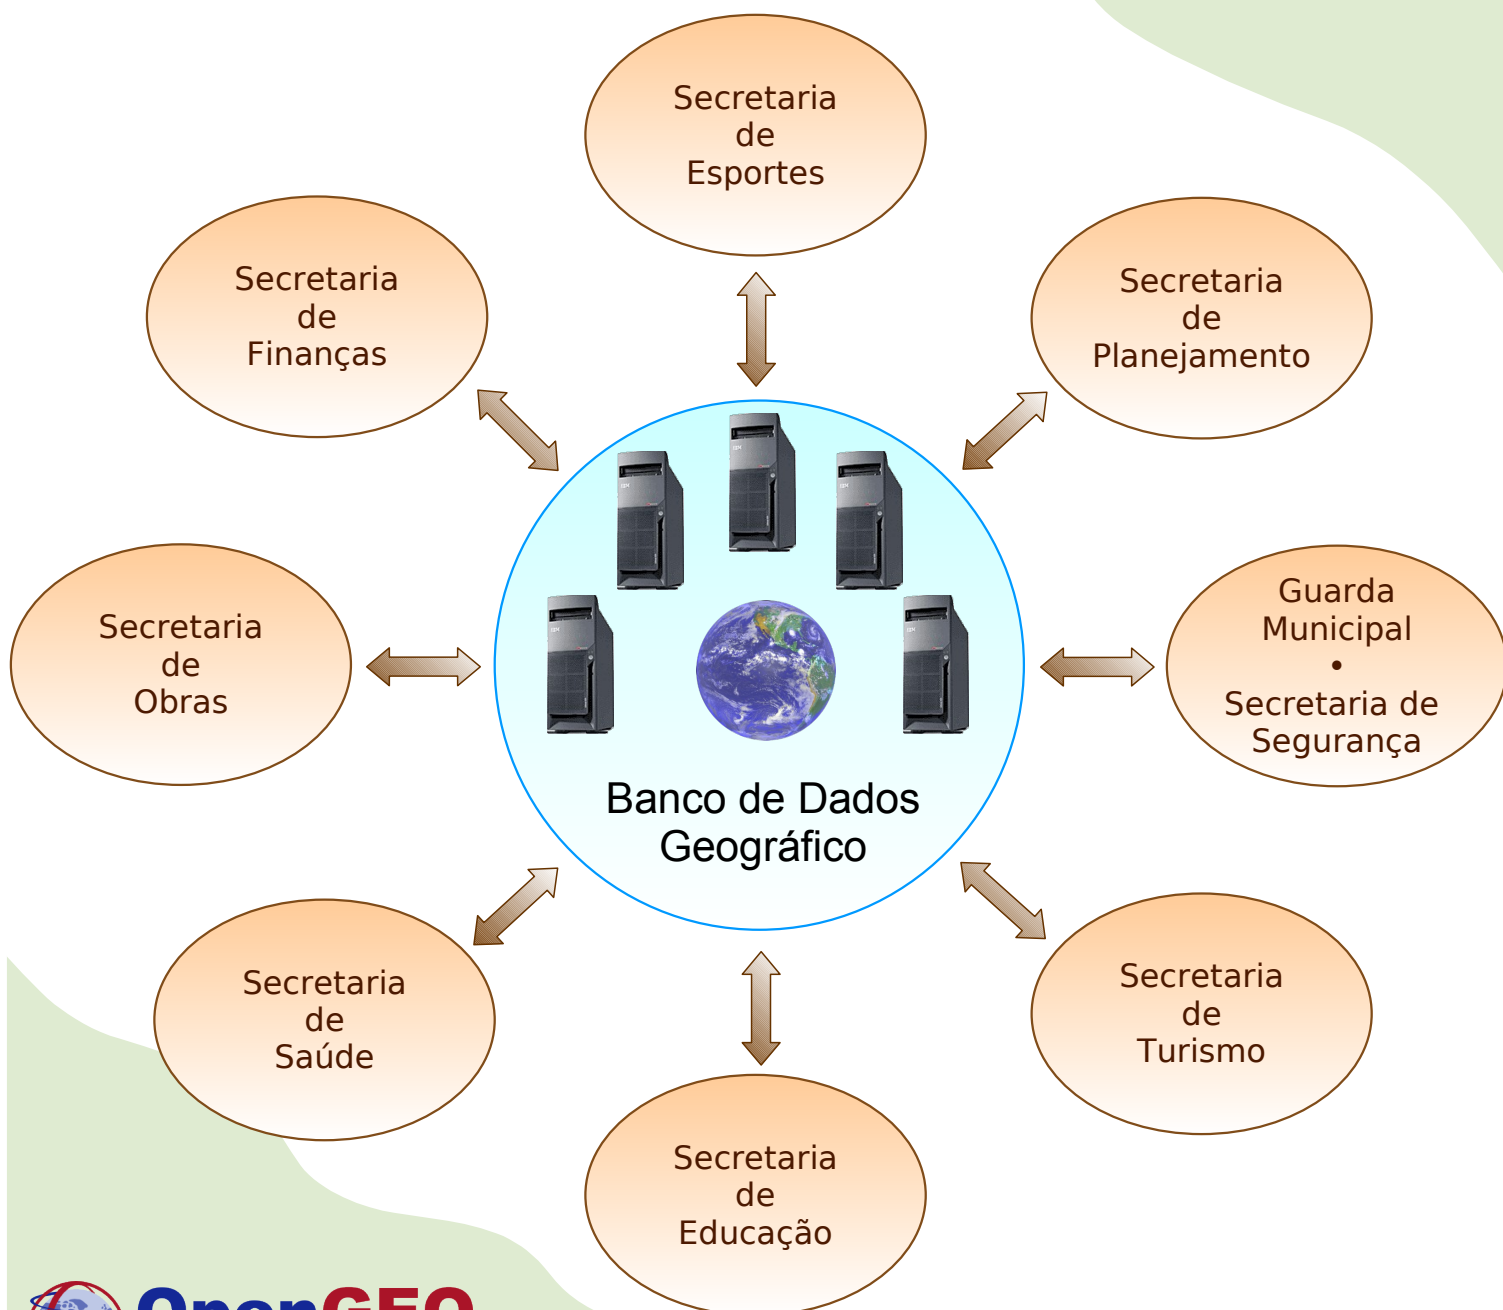 Secretaria
de
Esportes
Secretaria
de
Finanças
Secretaria
de
Planejamento
Secretaria
de
Obras
Guarda
Municipal
•
Secretaria de
Segurança
Banco de Dados
Geográfico
Secretaria
de
Saúde
Secretaria
de
Turismo
Secretaria
de
Educação
OpenGEO